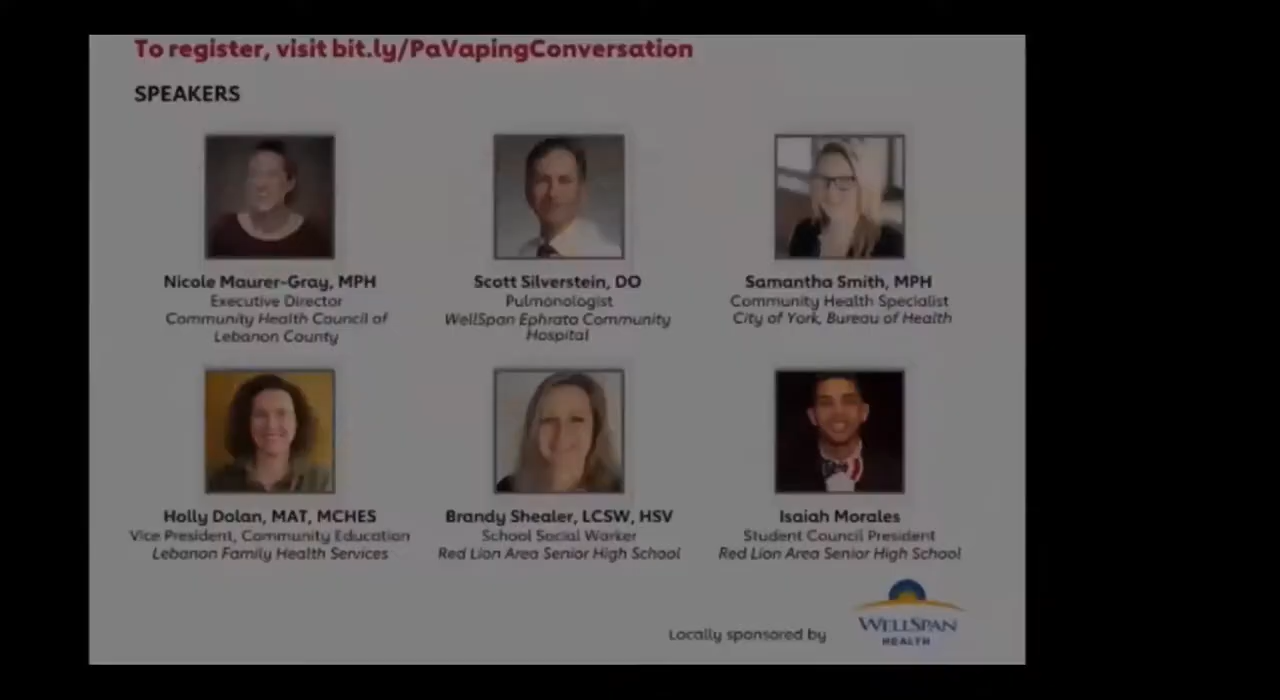 To register, visit bit.ly/PaVapingConversation
SPEAKERS
Nicole Maurer-Gray, MPH
Executive Director
Community Health Council of
Lebanon County
Scott Silverstein, DO
Pulmonologist
WellSpan Ephrata Community
Hospital
Samantha Smith, MPH
Community Health Specialist
City of York, Bureau of Health
Holly Dolan, MAT, MCHES
Vice President, Community Education
Lebanon Family Health Services
Brandy Shealer, LCSW, HSV
School Social Worker
Red Lion Area Senior High School
Isaiah Morales
Student Council President
Red Lion Area Senior High School
Locally sponsored by
WELLSPAN
HEALTH